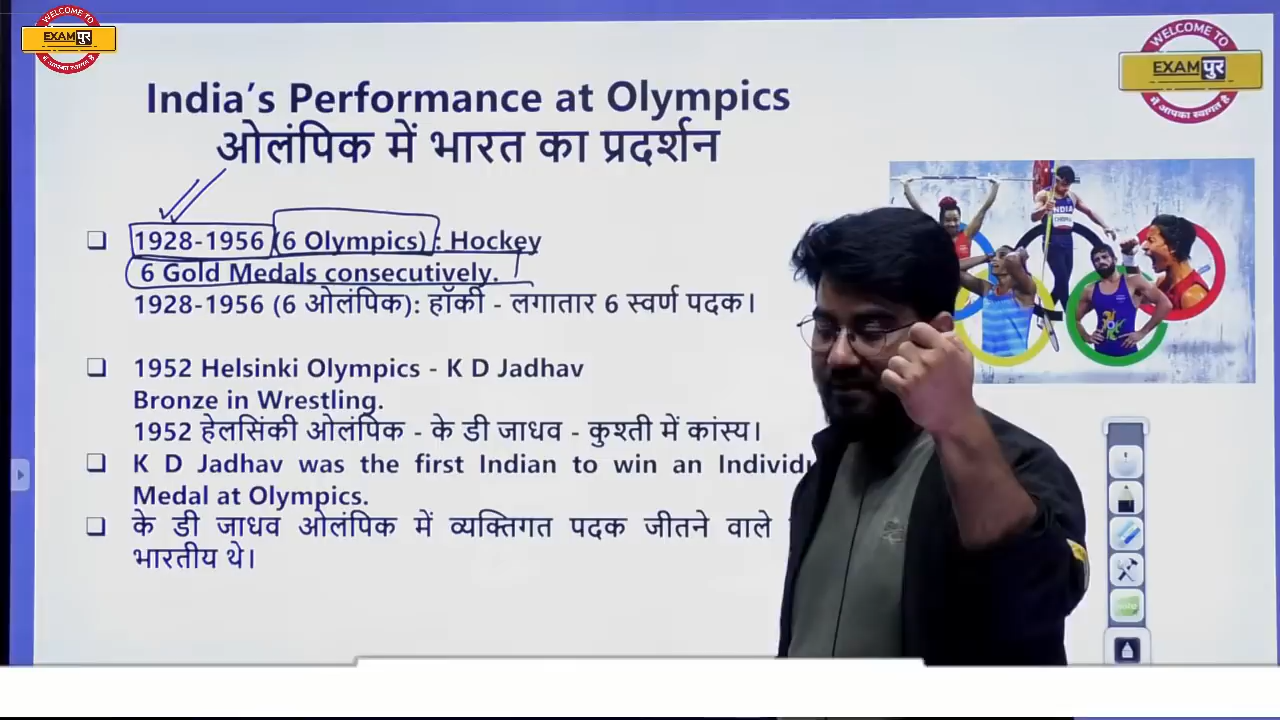 WELCOME TO
EXAMपुर
में आपका स्वागत है
WELCOME TO
EXAMपुर
में आपका स्वागत है
India's Performance at Olympics
ओलंपिक में भारत का प्रदर्शन
❑ 1928-1956 (6 Olympics) : Hockey
6 Gold Medals consecutively.
1928-1956 (6 ओलंपिक): हॉकी - लगातार 6 स्वर्ण पदक।
❑ 1952 Helsinki Olympics - K D Jadhav
Bronze in Wrestling.
1952 हेलसिंकी ओलंपिक - के डी जाधव - कुश्ती में कांस्य।
❑ K D Jadhav was the first Indian to win an
Medal at Olympics.
❑ के डी जाधव ओलंपिक में व्यक्तिगत पदक जीतने वाले
भारतीय थे।
INDIA